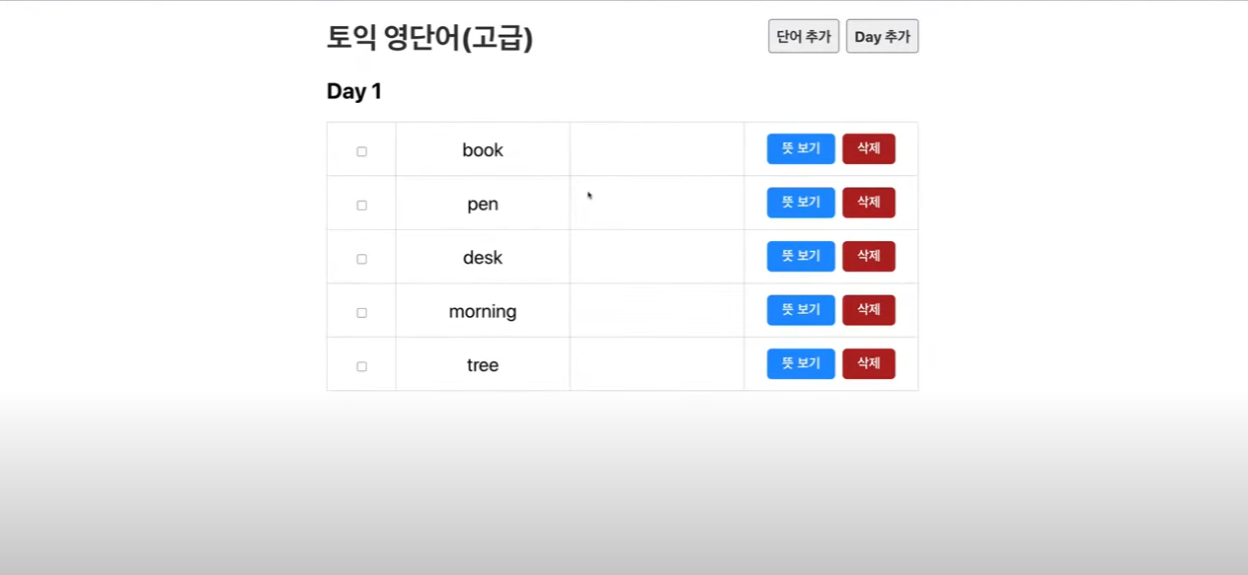 토익 영단어(고급) 단어 추가 Day 추가
Day 1
book 뜻 보기 삭제
pen 뜻 보기 삭제
desk 뜻 보기 삭제
morning 뜻 보기 삭제
tree 뜻 보기 삭제